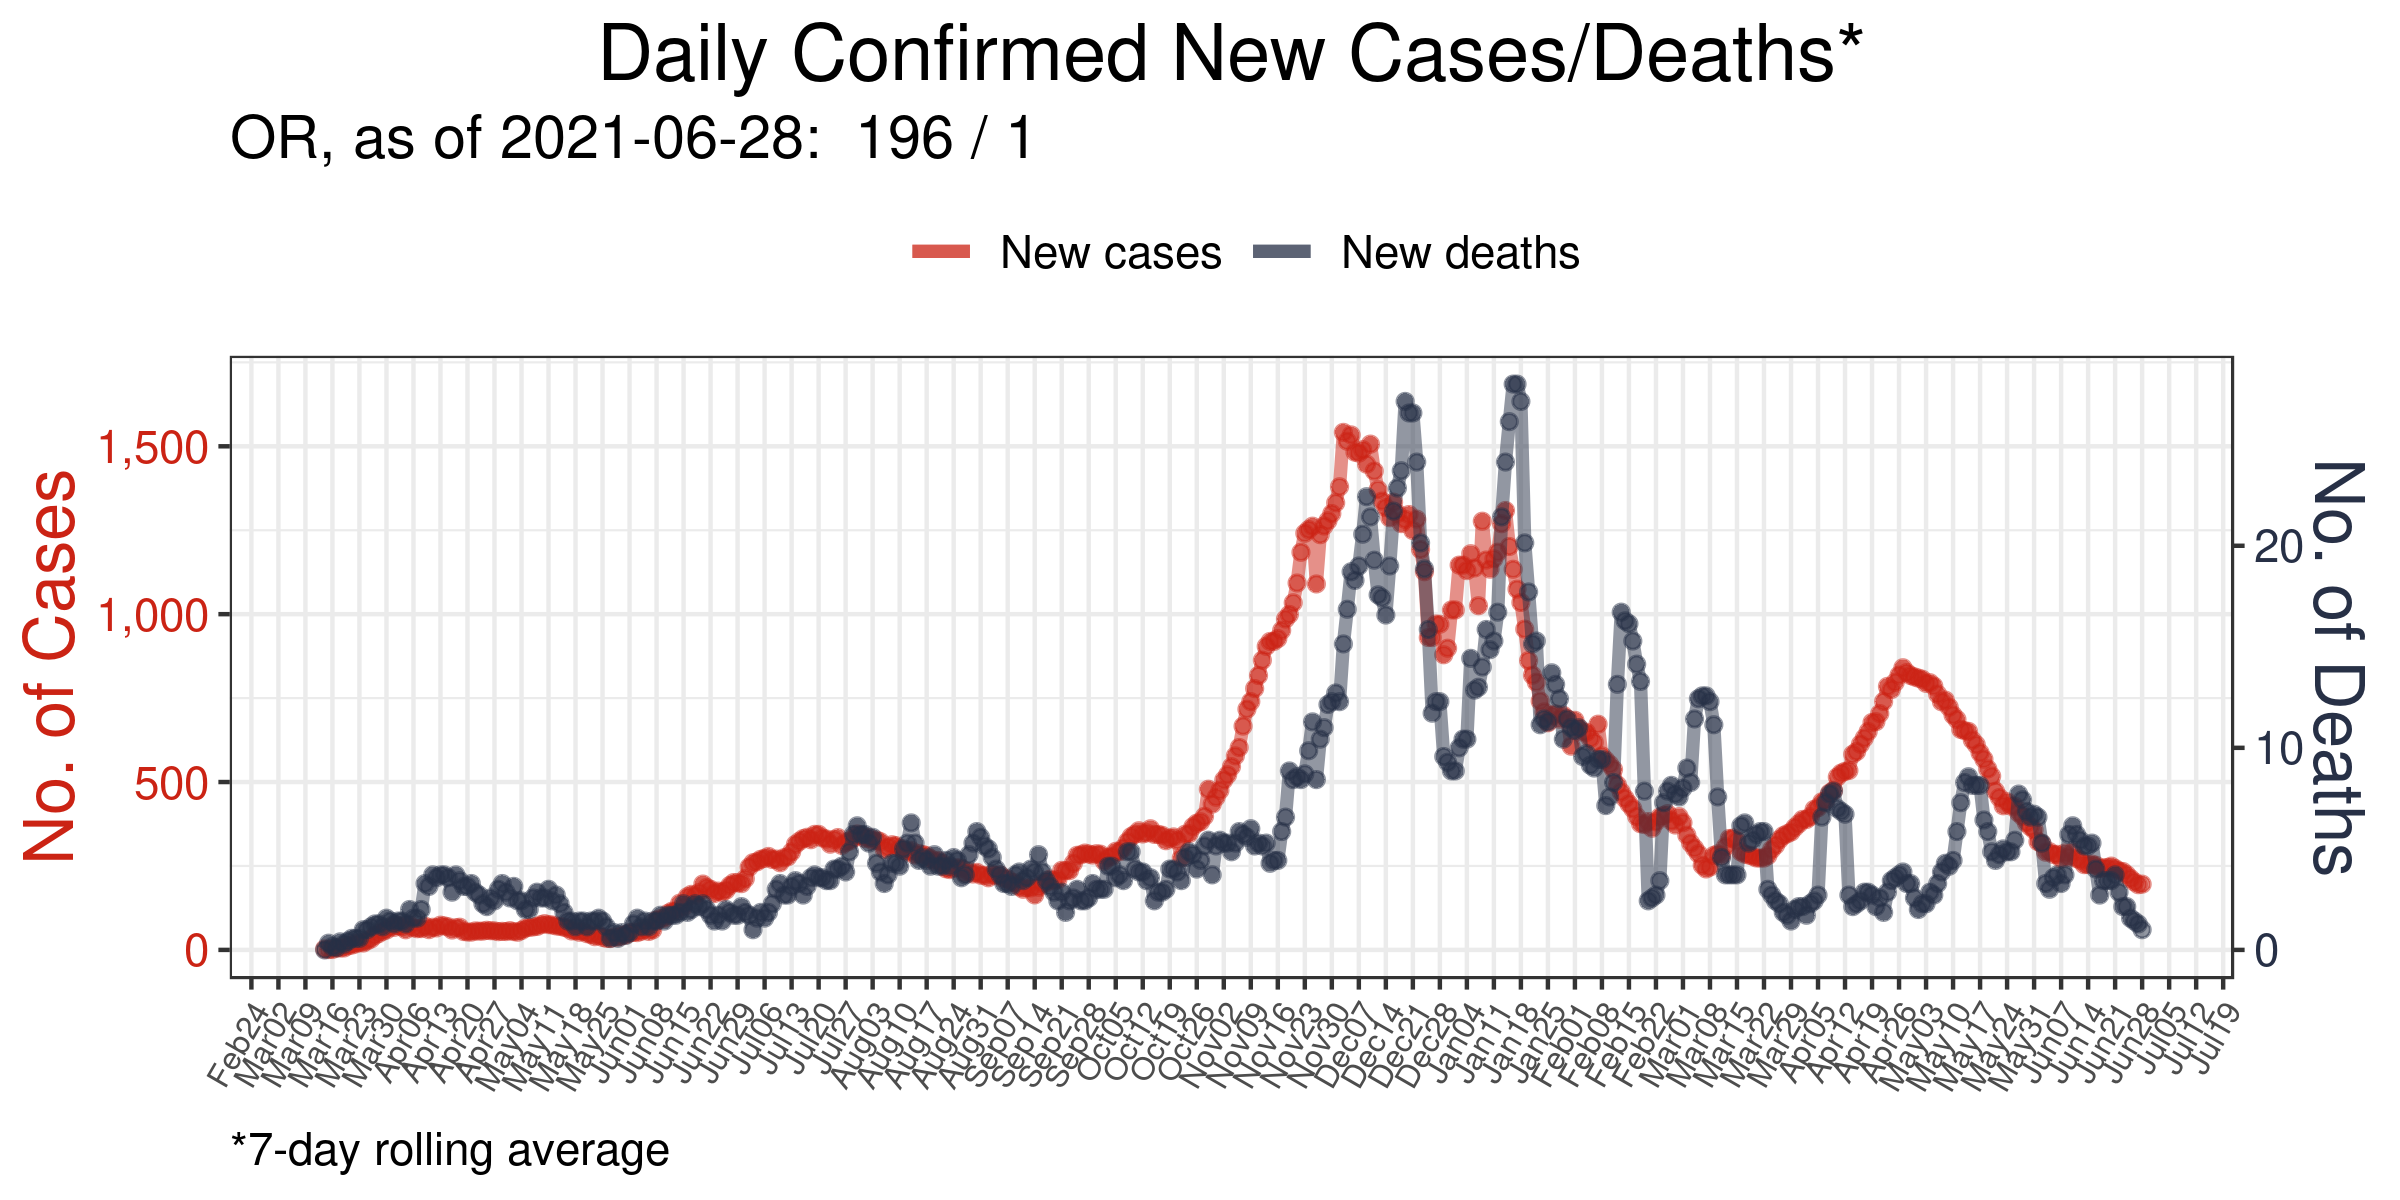 Daily Confirmed New Cases/Deaths*
OR, as of 2021-06-28:  196 / 1
New cases
New deaths
No. of Cases
1,500
1,000
500
0
No. of Deaths
20
10
0
Feb24
Mar02
Mar09
Mar16
Mar23
Mar30
Apr06
Apr13
Apr20
Apr27
May04
May11
May18
May25
Jun01
Jun08
Jun15
Jun22
Jun29
Jul06
Jul13
Jul20
Jul27
Aug03
Aug10
Aug17
Aug24
Aug31
Sep07
Sep14
Sep21
Sep28
Oct05
Oct12
Oct19
Oct26
Nov02
Nov09
Nov16
Nov23
Nov30
Dec07
Dec14
Dec21
Dec28
Jan04
Jan11
Jan18
Jan25
Feb01
Feb08
Feb15
Feb22
Mar01
Mar08
Mar15
Mar22
Mar29
Apr05
Apr12
Apr19
Apr26
May03
May10
May17
May24
May31
Jun07
Jun14
Jun21
Jun28
Jul05
Jul12
Jul19
*7-day rolling average